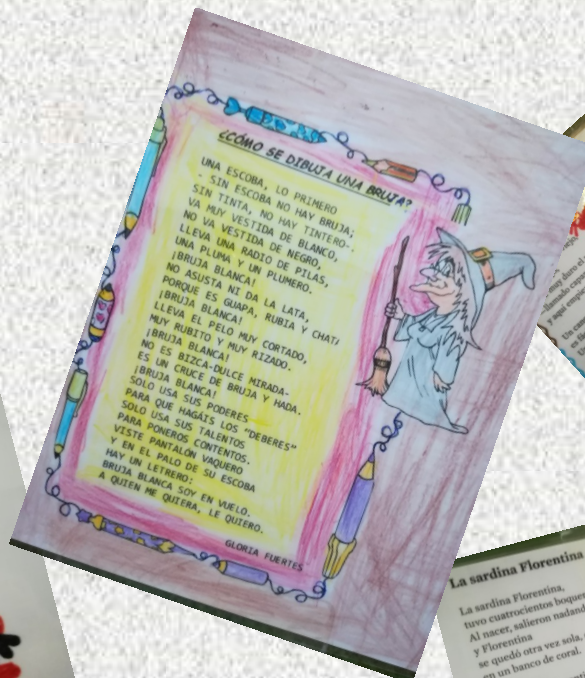 ¿CÓMO SE DIBUJA UNA BRUJA?
UNA ESCOBA, LO PRIMERO
- SIN ESCOBA NO HAY BRUJA;
SIN TINTA, NO HAY TINTERO-.
VA MUY VESTIDA DE BLANCO,
NO VA VESTIDA DE NEGRO,
LLEVA UNA RADIO DE PILAS,
UNA PLUMA Y UN PLUMERO.
¡BRUJA BLANCA!
NO ASUSTA NI DA LA LATA,
PORQUE ES GUAPA, RUBIA Y CHATA
¡BRUJA BLANCA!
LLEVA EL PELO MUY CORTADO,
MUY RUBITO Y MUY RIZADO.
¡BRUJA BLANCA!
NO ES BIZCA-DULCE MIRADA-
ES UN CRUCE DE BRUJA Y HADA.
¡BRUJA BLANCA!
SOLO USA SUS PODERES
PARA QUE HAGÁIS LOS "DEBERES"
SOLO USA SUS TALENTOS
PARA PONEROS CONTENTOS.
VISTE PANTALÓN VAQUERO
Y EN EL PALO DE SU ESCOBA
HAY UN LETRERO:
BRUJA BLANCA SOY EN VUELO.
A QUIEN ME QUIERA, LE QUIERO.
GLORIA FUERTES
La sardina Florentina
La sardina Florentina,
tuvo cuatrocientos
Al nacer, salieron
y Florentina
se quedó otra vez
en un banco de coral.